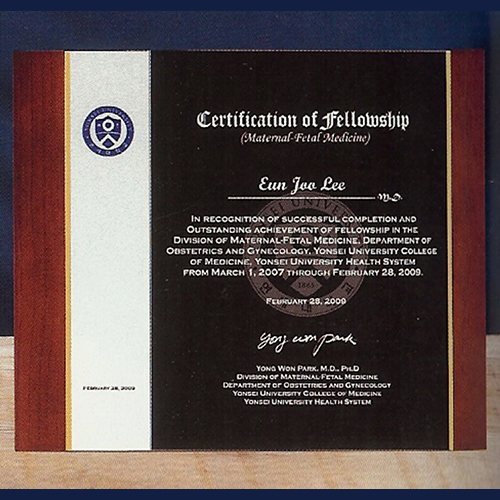 Certification of Fellowship
(Maternal-Fetal Medicine)
Eun Joo Lee
M.D.
IN RECOGNITION OF SUCCESSFUL COMPLETION AND
OUTSTANDING ACHIEVEMENT OF FELLOWSHIP IN THE
DIVISION OF MATERNAL-FETAL MEDICINE, DEPARTMENT OF
OBSTETRICS AND GYNECOLOGY, YONSEI UNIVERSITY COLLEGE
OF MEDICINE, YONSEI UNIVERSITY HEALTH SYSTEM
FROM MARCH 1, 2007 THROUGH FEBRUARY 28, 2009.
1885
FEBRUARY 28, 2009
Yong Won Park
YONG WON PARK, M.D., PH.D
DIVISION OF MATERNAL-FETAL MEDICINE
DEPARTMENT OF OBSTETRICS AND GYNECOLOGY
YONSEI UNIVERSITY COLLEGE OF MEDICINE
YONSEI UNIVERSITY HEALTH SYSTEM
FEBRUARY 28, 2009